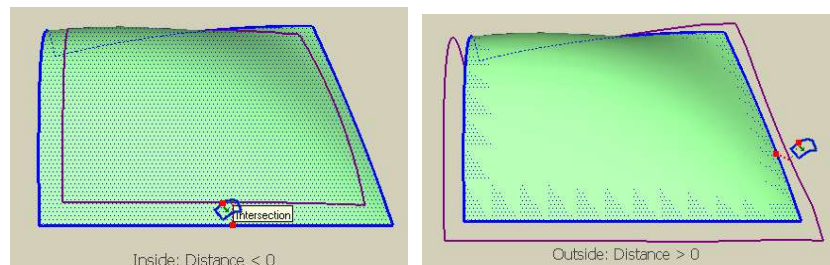 Intersection
Inside: Distance < 0
Outside: Distance > 0